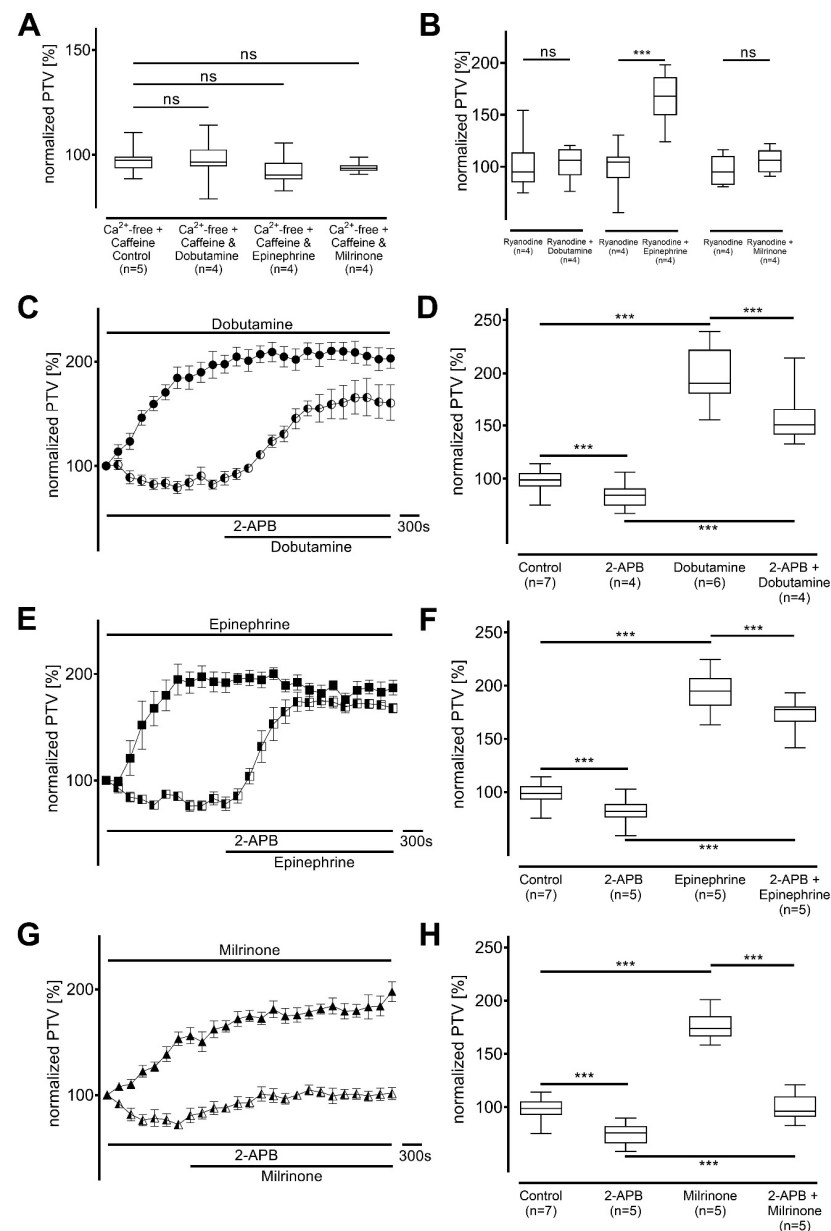 A
normalized PTV [%]
150
100
ns
ns
ns
Ca²⁺-free +
Caffeine
Control
(n=5)
Ca²⁺-free +
Caffeine &
Dobutamine
(n=4)
Ca²⁺-free +
Caffeine &
Epinephrine
(n=4)
Ca²⁺-free +
Caffeine &
Milrinone
(n=4)
B
normalized PTV [%]
200
150
100
ns
***
ns
Ryanodine
(n=4)
Ryanodine +
Dobutamine
(n=4)
Ryanodine
(n=4)
Ryanodine +
Epinephrine
(n=4)
Ryanodine
(n=4)
Ryanodine +
Milrinone
(n=4)
C
normalized PTV [%]
200
100
Dobutamine
2-APB
300s
Dobutamine
D
normalized PTV [%]
250
200
150
100
***
***
***
***
Control
(n=7)
2-APB
(n=4)
Dobutamine
(n=6)
2-APB +
Dobutamine
(n=4)
E
normalized PTV [%]
200
100
Epinephrine
2-APB
300s
Epinephrine
F
normalized PTV [%]
250
200
150
100
***
***
***
***
Control
(n=7)
2-APB
(n=5)
Epinephrine
(n=5)
2-APB +
Epinephrine
(n=5)
G
normalized PTV [%]
200
100
Milrinone
2-APB
300s
Milrinone
H
normalized PTV [%]
250
200
150
100
***
***
***
***
Control
(n=7)
2-APB
(n=5)
Milrinone
(n=5)
2-APB +
Milrinone
(n=5)